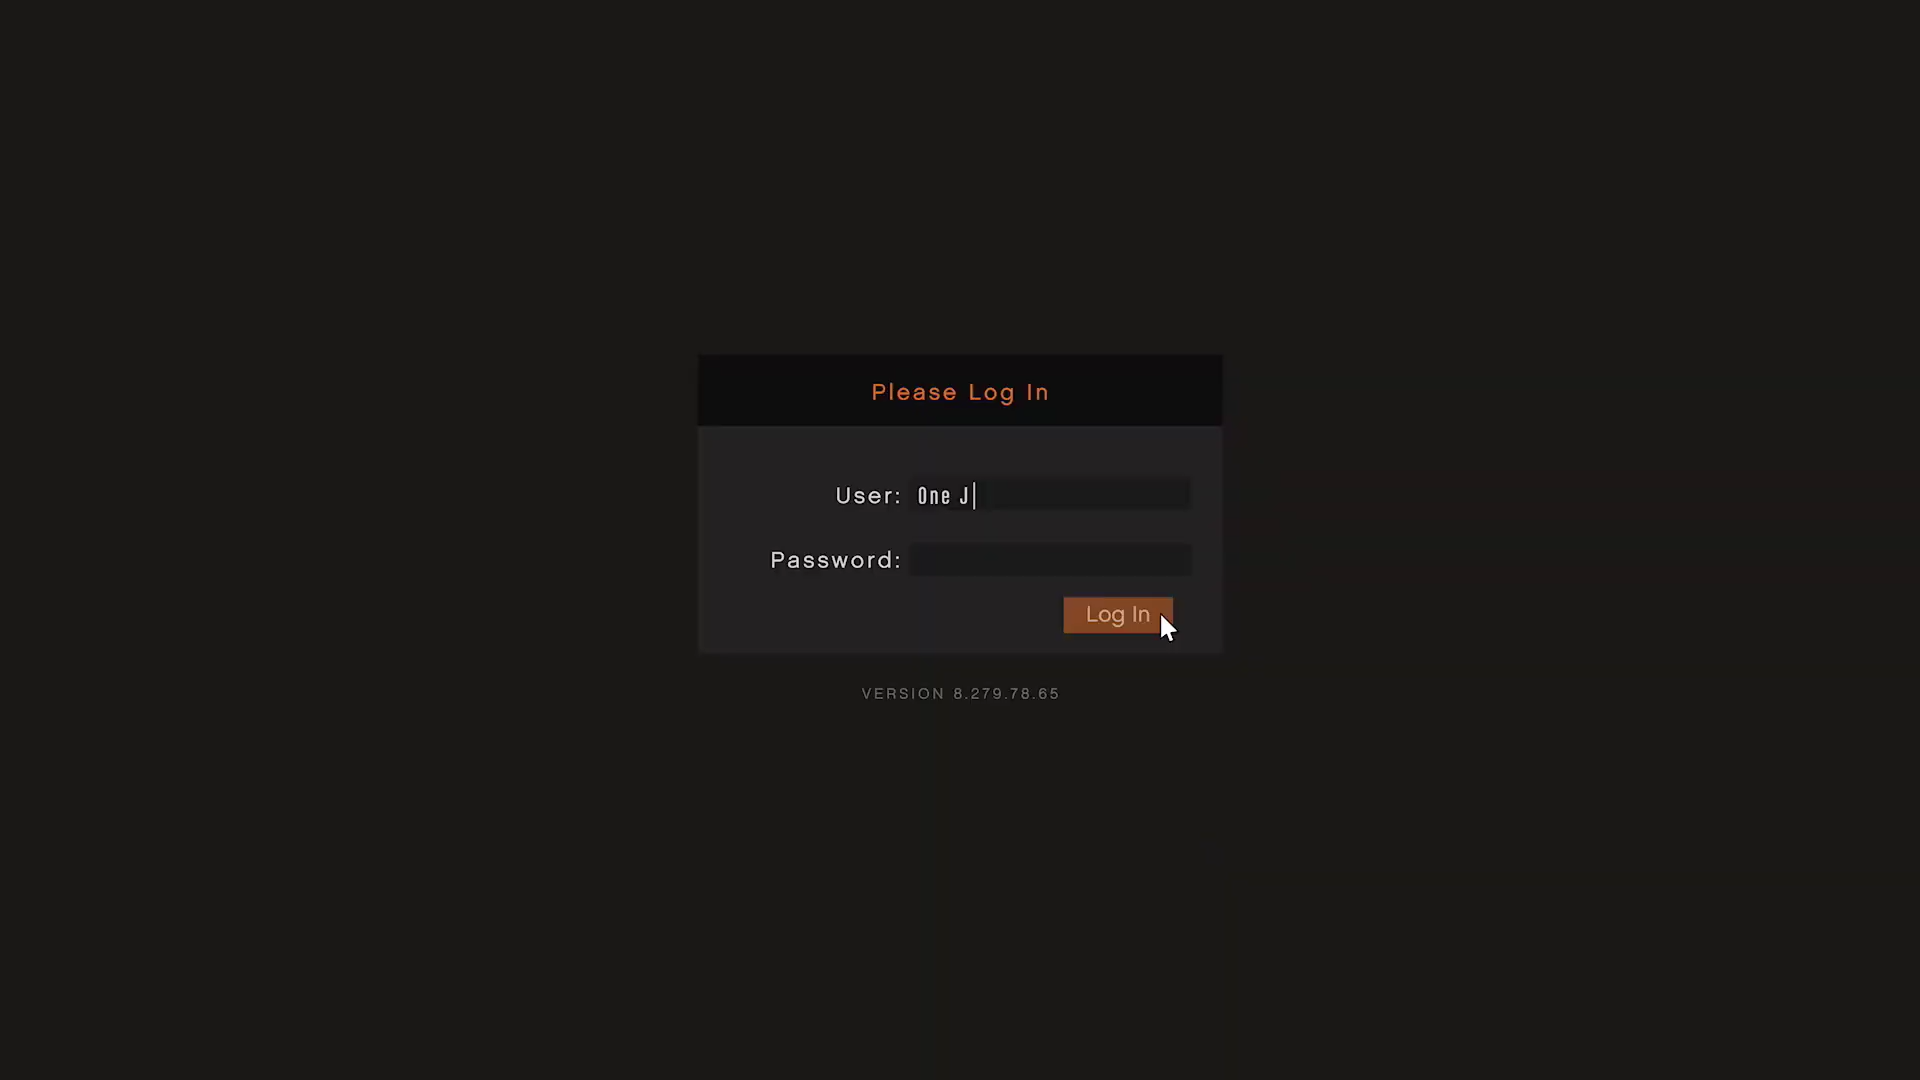 Please Log In
User: One J
Password:
Log In
VERSION 8.279.78.65